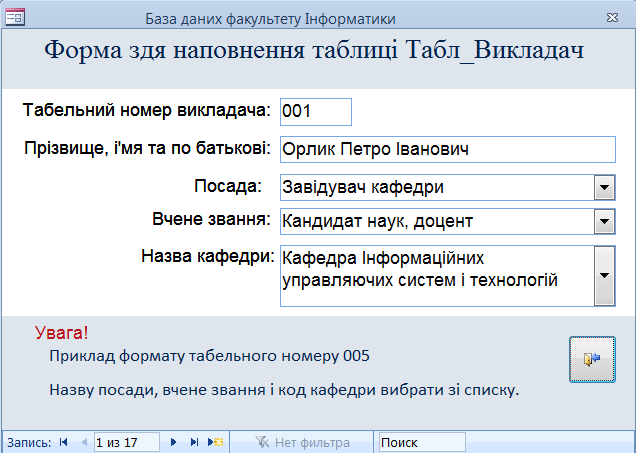 База даних факультету Інформатики
Форма здя наповнення таблиці Табл_Викладач
Табельний номер викладача: 001
Прізвище, і'мя та по батькові: Орлик Петро Іванович
Посада: Завідувач кафедри
Вчене звання: Кандидат наук, доцент
Назва кафедри: Кафедра Інформаційних
управляючих систем і технологій
Увага!
Приклад формату табельного номеру 005
Назву посади, вчене звання і код кафедри вибрати зі списку.
Запись: 1 из 17 Нет фильтра Поиск